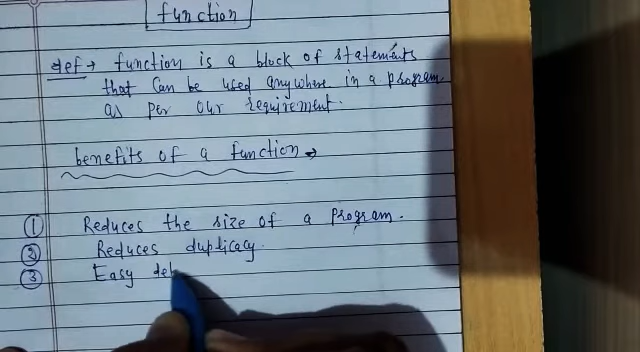 function
def → function is a block of statements
that can be used anywhere in a program
as per our requirement.
benefits of a function →
① Reduces the size of a program.
② Reduces duplicacy.
③ Easy deb